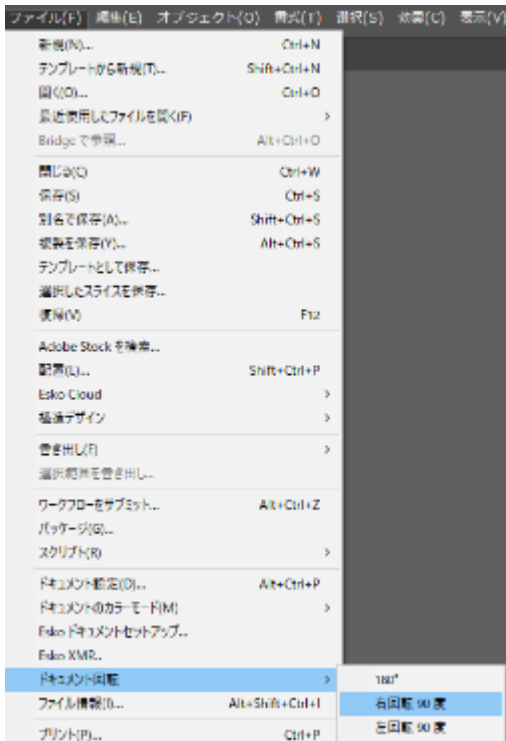 ファイル(F) 編集(E) オブジェクト(O) 書式(T) 選択(S) 効果(C) 表示(V)
新規(N)... Ctrl+N
テンプレートから新規(T)... Shift+Ctrl+N
開く(O)... Ctrl+O
最近使用したファイルを開く(F)
Bridge で参照... Alt+Ctrl+O
閉じる(C) Ctrl+W
保存(S) Ctrl+S
別名で保存(A)... Shift+Ctrl+S
複製を保存(Y)... Alt+Ctrl+S
テンプレートとして保存...
選択したスライスを保存...
復帰(V) F12
Adobe Stock を検索...
配置(L)... Shift+Ctrl+P
Esko Cloud
構造デザイン
書き出し(E)
選択範囲を書き出し...
ワークフローをサブミット... Alt+Ctrl+Z
パッケージ(G)...
スクリプト(R)
ドキュメント設定(D)... Alt+Ctrl+P
ドキュメントのカラーモード(M)
Esko ドキュメントセットアップ...
Esko XMP...
ドキュメント回転
180°
ファイル情報(I)... Alt+Shift+Ctrl+I
右回転 90 度
プリント(P)... Ctrl+P
左回転 90 度